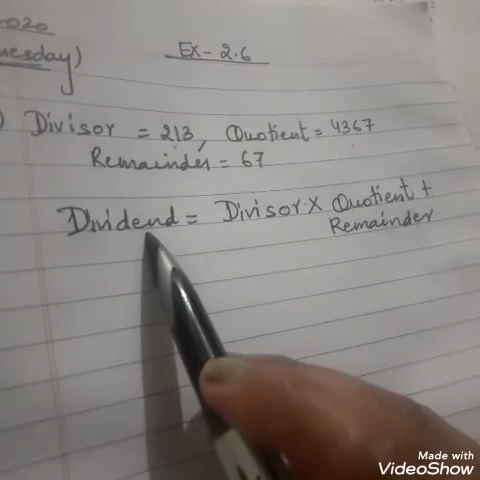 2020
nesday)
Ex-2.6
) Divisor = 213, Quotient = 4367
Remainder = 67
Dividend = Divisor × Quotient +
Remainder
Made with
VideoShow